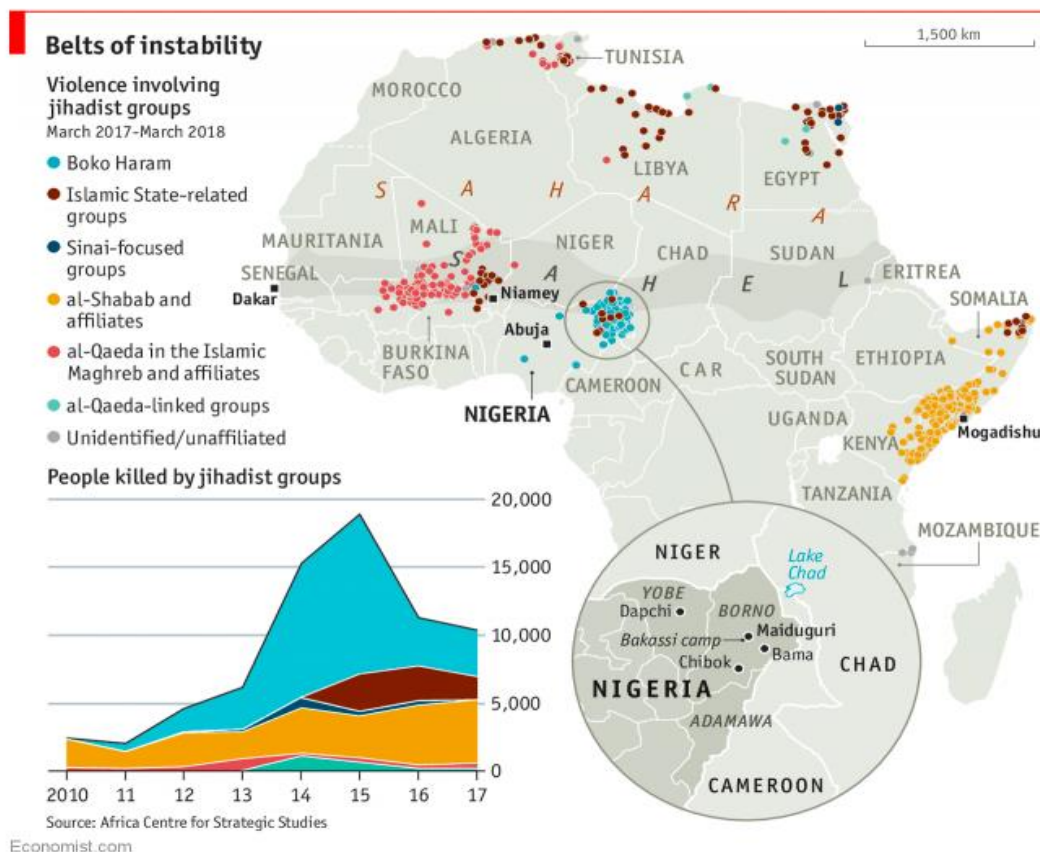 Belts of instability
Violence involving
jihadist groups
March 2017-March 2018
Boko Haram
Islamic State-related
groups
Sinai-focused
groups
al-Shabab and
affiliates
al-Qaeda in the Islamic
Maghreb and affiliates
al-Qaeda-linked groups
Unidentified/unaffiliated
1,500 km
TUNISIA
MOROCCO
ALGERIA
LIBYA
EGYPT
S A H A R A
MALI
MAURITANIA
NIGER
CHAD
SUDAN
SENEGAL
S A H E L
ERITREA
Dakar
Niamey
SOMALIA
Abuja
BURKINA
FASO
ETHIOPIA
CAMEROON
CAR
SOUTH
SUDAN
NIGERIA
UGANDA
KENYA
Mogadishu
TANZANIA
MOZAMBIQUE
NIGER
Lake
Chad
YOBE
Dapchi
BORNO
Bakassi camp
Maiduguri
Bama
Chibok
CHAD
NIGERIA
ADAMAWA
CAMEROON
People killed by jihadist groups
20,000
15,000
10,000
5,000
0
2010 11 12 13 14 15 16 17
Source: Africa Centre for Strategic Studies
Economist.com